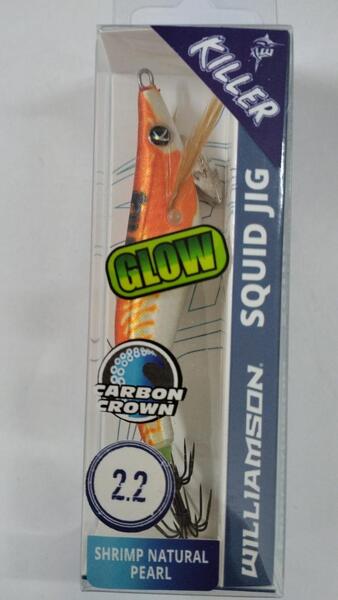 KILLER
WILLIAMSON SQUID JIG
GLOW
CARBON
CROWN
2.2
SHRIMP NATURAL
PEARL